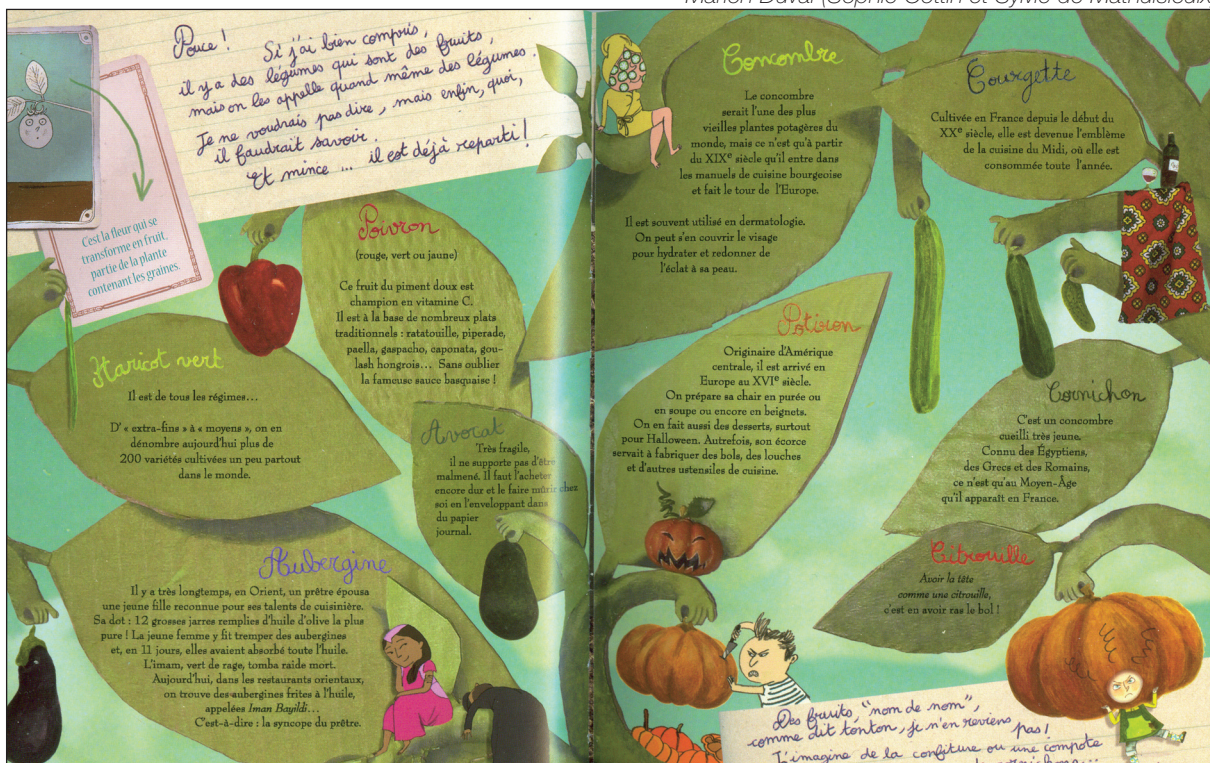 Marion Duval (Sophie Cottin et Sylvie de Mathuisieulx
Pouce !
Si j'ai bien compris,
il y a des légumes qui sont des fruits,
mais on les appelle quand même des légumes.
Je ne voudrais pas dire, mais enfin, quoi,
il faudrait savoir.
Et mince ... il est déjà reparti !
C'est la fleur qui se
transforme en fruit,
partie de la plante
contenant les graines.
Poivron
(rouge, vert ou jaune)
Ce fruit du piment doux est
champion en vitamine C.
Il est à la base de nombreux plats
traditionnels : ratatouille, piperade,
paella, gaspacho, caponata, gou-
lash hongrois... Sans oublier
la fameuse sauce basquaise !
Haricot vert
Il est de tous les régimes...
D' « extra-fins » à « moyens », on en
dénombre aujourd'hui plus de
200 variétés cultivées un peu partout
dans le monde.
Avocat
Très fragile,
il ne supporte pas d'être
malmené. Il faut l'acheter
encore dur et le faire mûrir chez
soi en l'enveloppant dans
du papier
journal.
Aubergine
Il y a très longtemps, en Orient, un prêtre épousa
une jeune fille reconnue pour ses talents de cuisinière.
Sa dot : 12 grosses jarres remplies d'huile d'olive la plus
pure ! La jeune femme y fit tremper des aubergines
et, en 11 jours, elles avaient absorbé toute l'huile.
L'imam, vert de rage, tomba raide mort.
Aujourd'hui, dans les restaurants orientaux,
on trouve des aubergines frites à l'huile,
appelées Iman Bayildi...
C'est-à-dire : la syncope du prêtre.
Concombre
Le concombre
serait l'une des plus
vieilles plantes potagères du
monde, mais ce n'est qu'à partir
du XIXe siècle qu'il entre dans
les manuels de cuisine bourgeoise
et fait le tour de l'Europe.
Il est souvent utilisé en dermatologie.
On peut s'en couvrir le visage
pour hydrater et redonner de
l'éclat à sa peau.
Courgette
Cultivée en France depuis le début du
XXe siècle, elle est devenue l'emblème
de la cuisine du Midi, où elle est
consommée toute l'année.
Potiron
Originaire d'Amérique
centrale, il est arrivé en
Europe au XVIe siècle.
On prépare sa chair en purée ou
en soupe ou encore en beignets.
On en fait aussi des desserts, surtout
pour Halloween. Autrefois, son écorce
servait à fabriquer des bols, des louches
et d'autres ustensiles de cuisine.
Cornichon
C'est un concombre
cueilli très jeune.
Connu des Égyptiens,
des Grecs et des Romains,
ce n'est qu'au Moyen-Âge
qu'il apparaît en France.
Citrouille
Avoir la tête
comme une citrouille,
c'est en avoir ras le bol !
Des fruits, "nom de nom",
comme dit tonton, je n'en reviens pas !
J'imagine de la confiture ou une compote